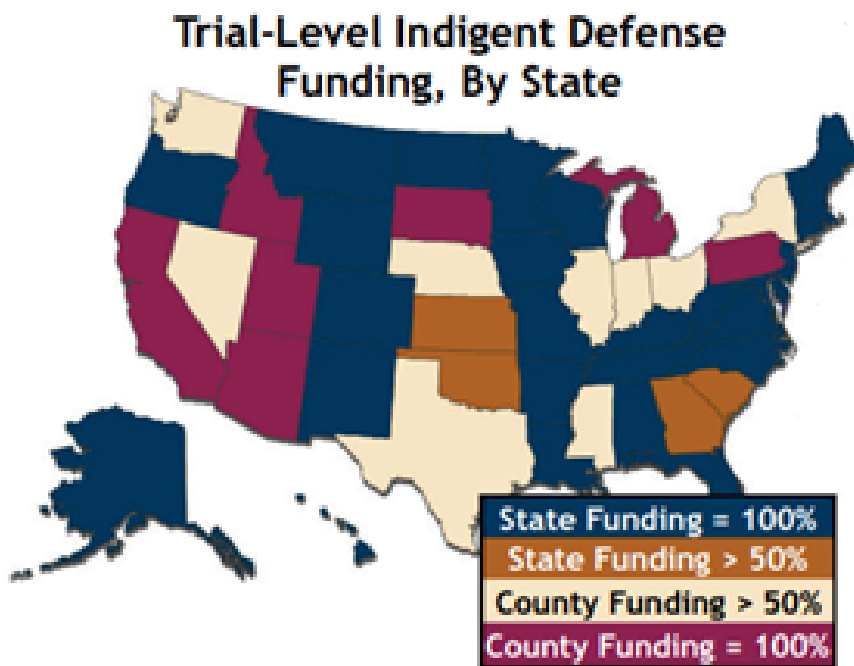 Trial-Level Indigent Defense
Funding, By State
State Funding = 100%
State Funding > 50%
County Funding > 50%
County Funding = 100%